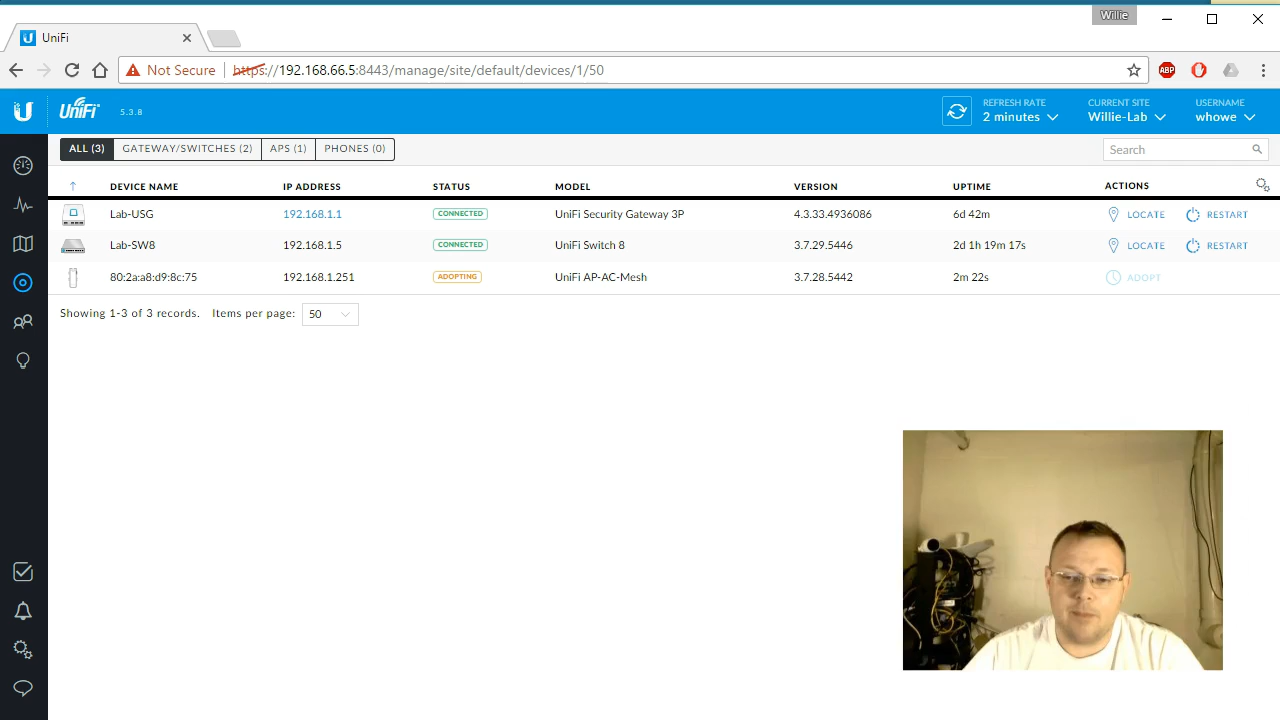 Willie
UniFi
Not Secure https://192.168.66.5:8443/manage/site/default/devices/1/50 ABP
UniFi 5.3.8 REFRESH RATE CURRENT SITE USERNAME
2 minutes Willie-Lab whowe
ALL (3) GATEWAY/SWITCHES (2) APS (1) PHONES (0) Search
DEVICE NAME IP ADDRESS STATUS MODEL VERSION UPTIME ACTIONS
Lab-USG 192.168.1.1 CONNECTED UniFi Security Gateway 3P 4.3.33.4936086 6d 42m LOCATE RESTART
Lab-SW8 192.168.1.5 CONNECTED UniFi Switch 8 3.7.29.5446 2d 1h 19m 17s LOCATE RESTART
80:2a:a8:d9:8c:75 192.168.1.251 ADOPTING UniFi AP-AC-Mesh 3.7.28.5442 2m 22s ADOPT
Showing 1-3 of 3 records. Items per page: 50